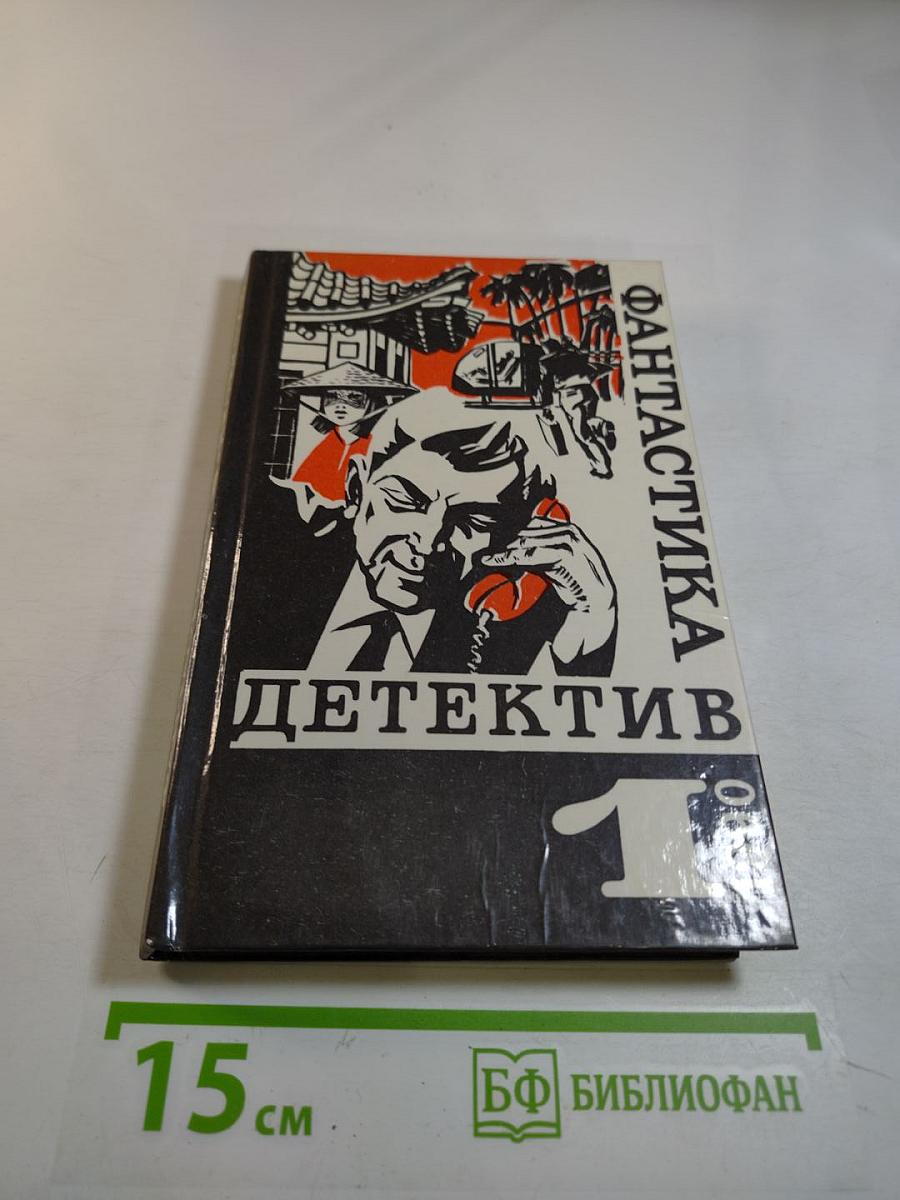 ФАНТАСТИКА
ДЕТЕКТИВ
1
15 см
БФ БИБЛИОФАН